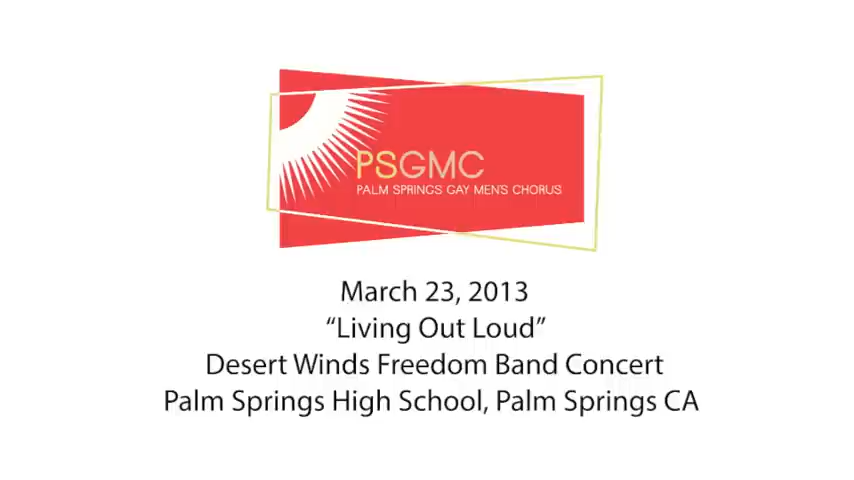 PSGMC
PALM SPRINGS GAY MEN'S CHORUS
March 23, 2013
“Living Out Loud”
Desert Winds Freedom Band Concert
Palm Springs High School, Palm Springs CA